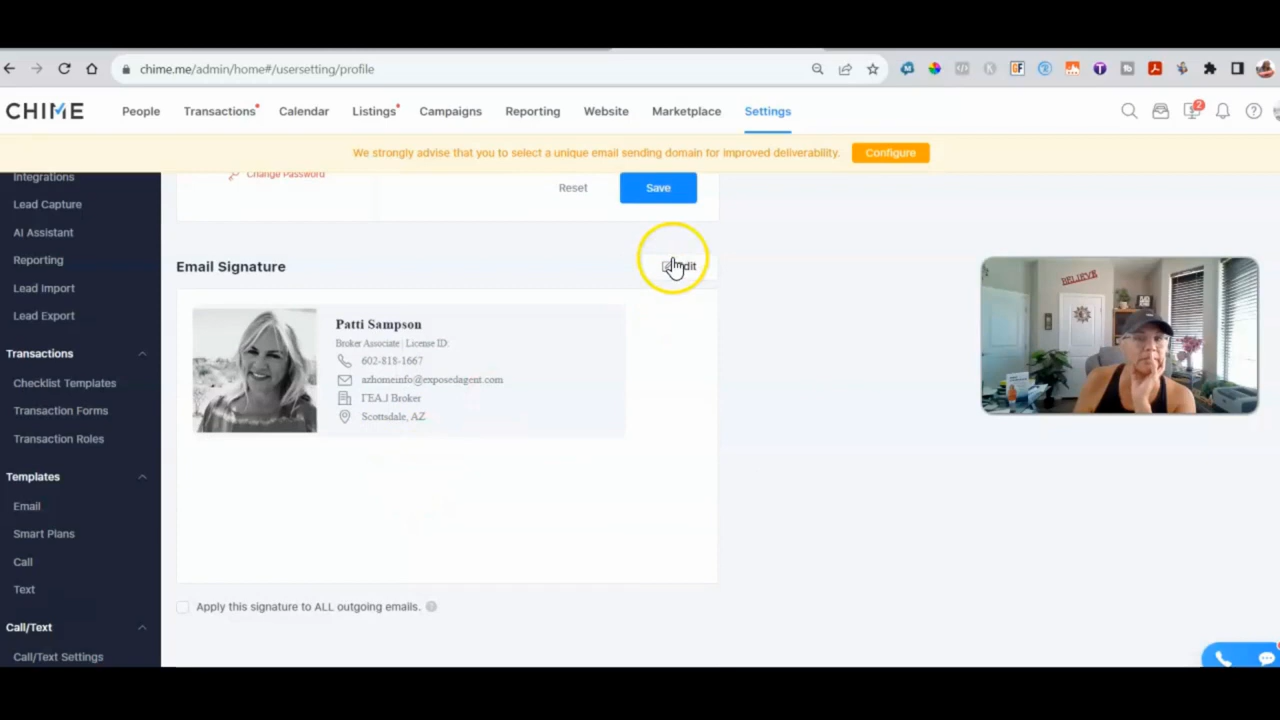 chime.me/admin/home#/usersetting/profile
CHIME
People
Transactions
Calendar
Listings
Campaigns
Reporting
Website
Marketplace
Settings
2
We strongly advise that you to select a unique email sending domain for improved deliverability.
Configure
Integrations
Lead Capture
AI Assistant
Reporting
Lead Import
Lead Export
Transactions
Checklist Templates
Transaction Forms
Transaction Roles
Templates
Email
Smart Plans
Call
Text
Call/Text
Call/Text Settings
Change Password
Reset
Save
Email Signature
Patti Sampson
Broker Associate | License ID:
602-818-1667
azhomeinfo@exposedagent.com
Broker
Scottsdale, AZ
Apply this signature to ALL outgoing emails.
BELIEVE